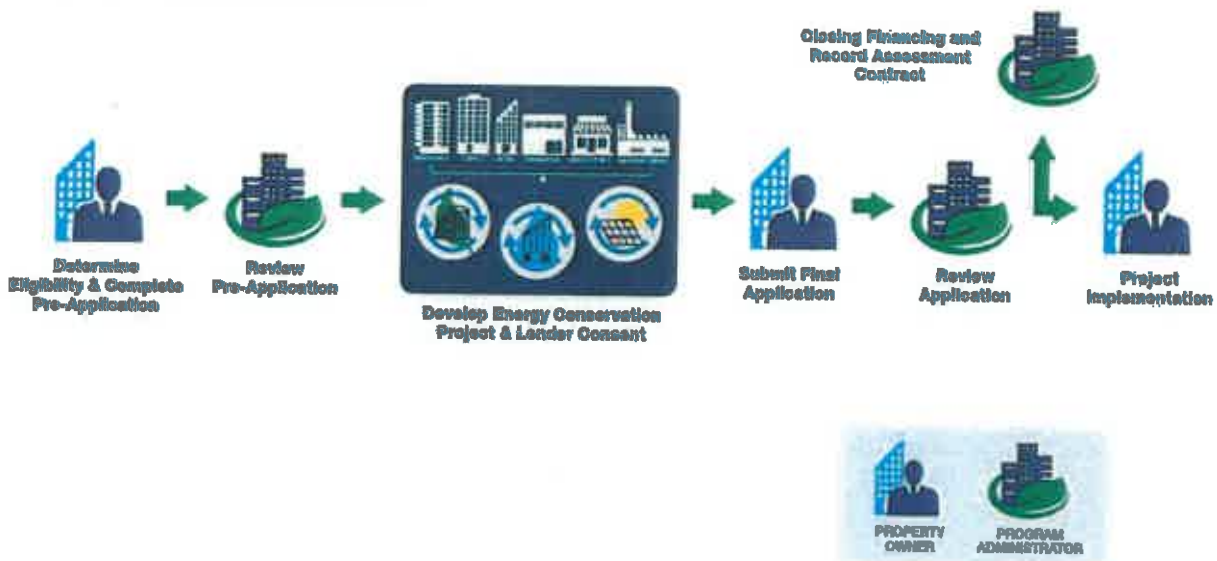 Closing Financing and
Record Assessment
Contract
Determine
Eligibility & Complete
Pre-Application
Review
Pre-Application
Develop Energy Conservation
Project & Lender Consent
Submit Final
Application
Review
Application
Project
Implementation
PROPERTY
OWNER
PROGRAM
ADMINISTRATOR